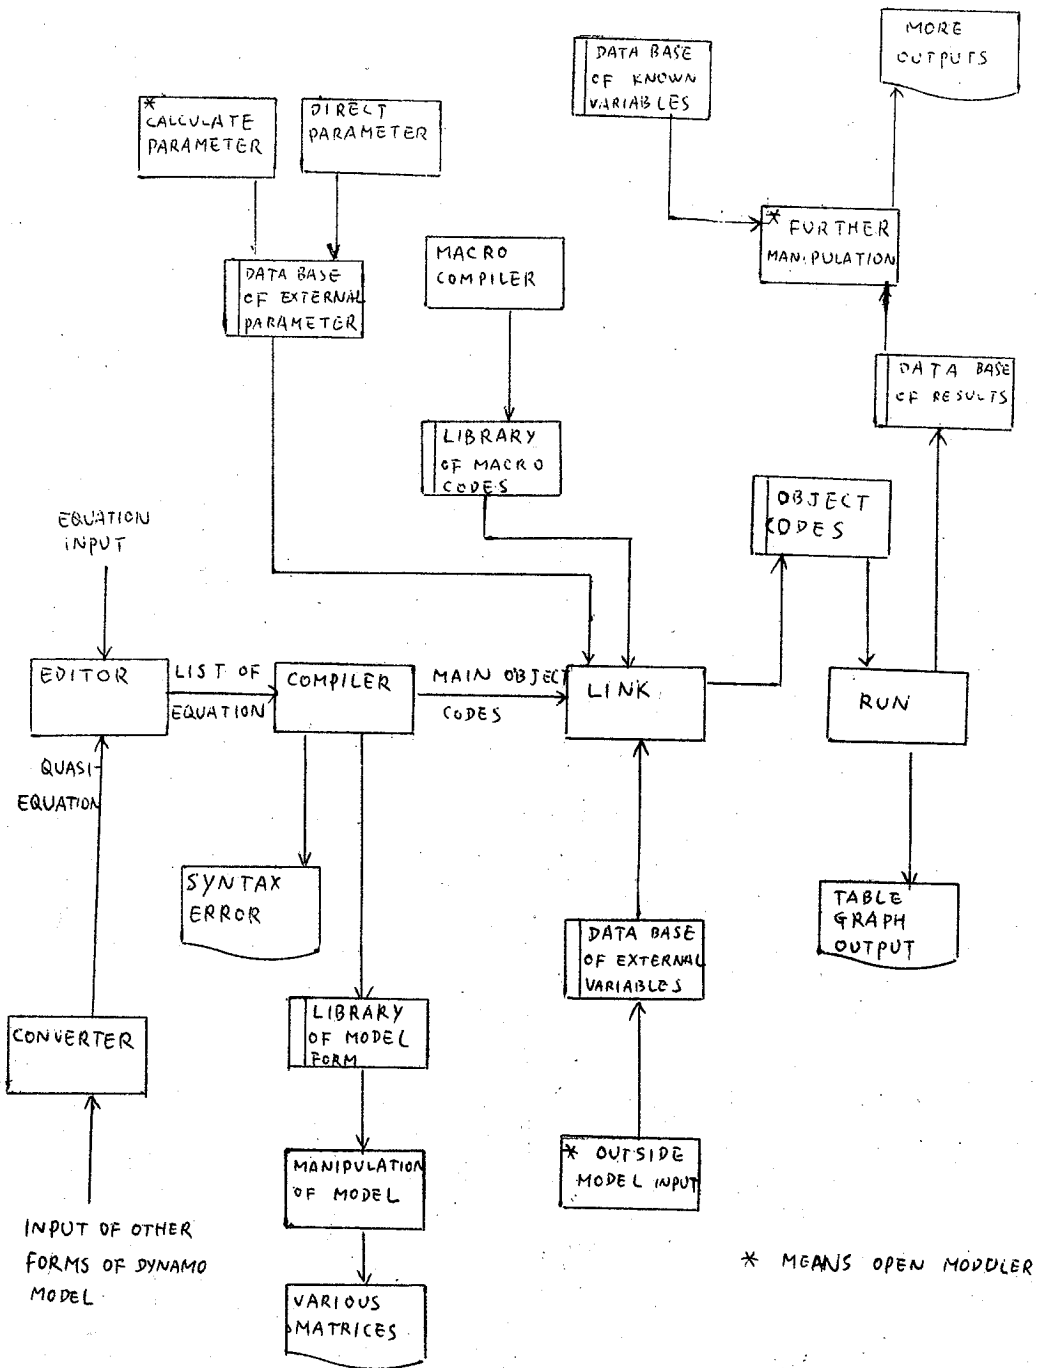 MORE
OUTPUTS
DATA BASE
OF KNOWN
VARIABLES
*
CALCULATE
PARAMETER
DIRECT
PARAMETER
* FURTHER
MANIPULATION
MACRO
COMPILER
DATA BASE
OF EXTERNAL
PARAMETER
DATA BASE
OF RESULTS
LIBRARY
OF MACRO
CODES
OBJECT
CODES
EQUATION
INPUT
EDITOR
LIST OF
EQUATION
COMPILER
MAIN OBJECT
CODES
LINK
RUN
QUASI-
EQUATION
SYNTAX
ERROR
TABLE
GRAPH
OUTPUT
DATA BASE
OF EXTERNAL
VARIABLES
CONVERTER
LIBRARY
OF MODEL
FORM
MANIPULATION
OF MODEL
* OUTSIDE
MODEL INPUT
INPUT OF OTHER
FORMS OF DYNAMO
MODEL
* MEANS OPEN MODULER
VARIOUS
MATRICES